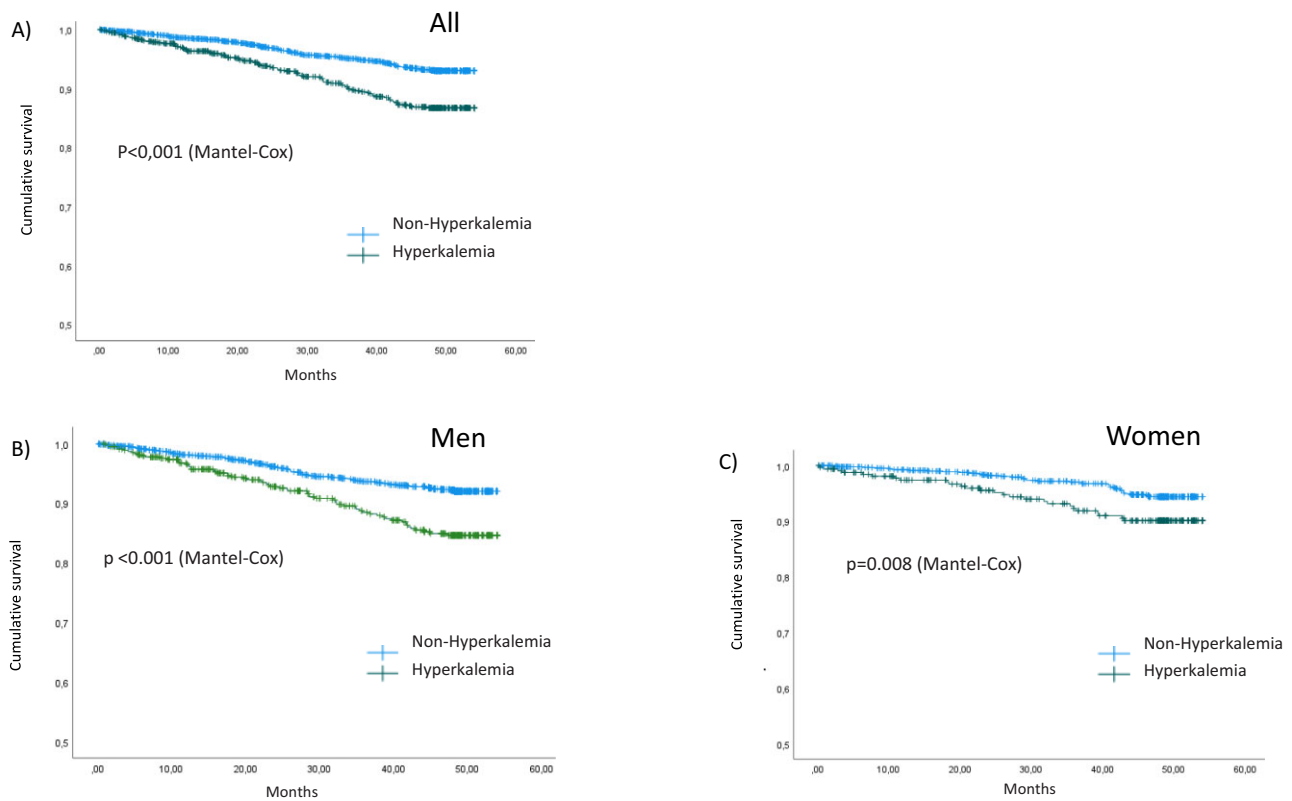 A)
All
1,0
0,9
0,8
0,7
0,6
0,5
Cumulative survival
P<0,001 (Mantel-Cox)
Non-Hyperkalemia
Hyperkalemia
,00 10,00 20,00 30,00 40,00 50,00 60,00
Months
B)
Men
1,0
0,9
0,8
0,7
0,6
0,5
Cumulative survival
p <0.001 (Mantel-Cox)
Non-Hyperkalemia
Hyperkalemia
,00 10,00 20,00 30,00 40,00 50,00 60,00
Months
C)
Women
1,0
0,9
0,8
0,7
0,6
0,5
Cumulative survival
p=0.008 (Mantel-Cox)
Non-Hyperkalemia
Hyperkalemia
,00 10,00 20,00 30,00 40,00 50,00 60,00
Months